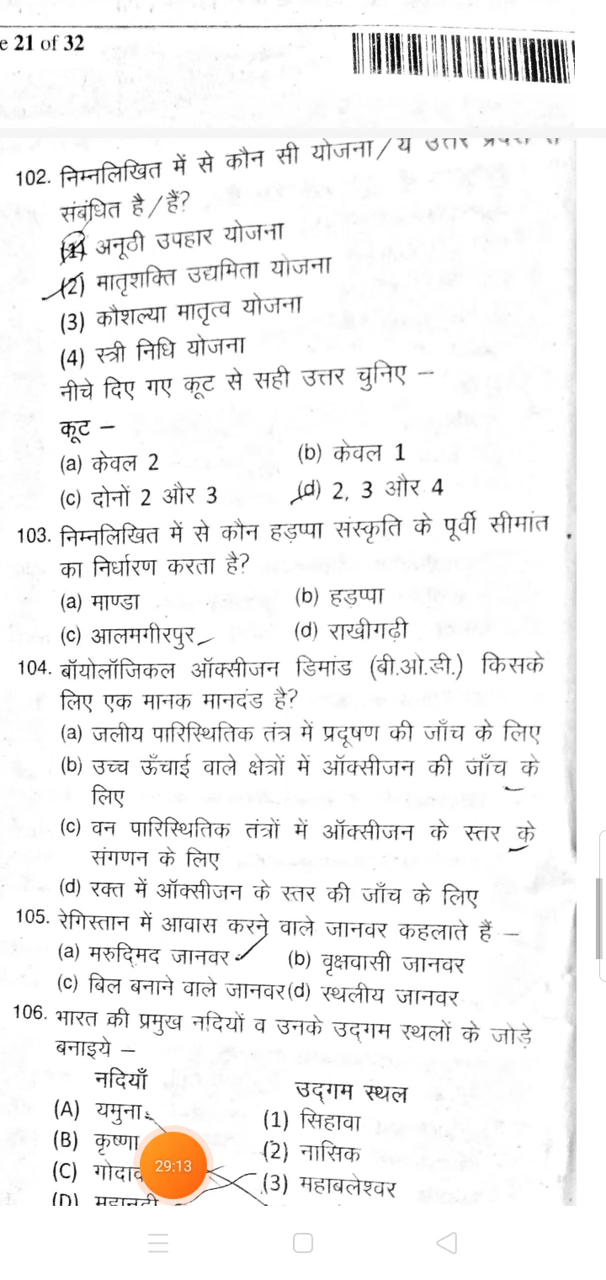 e 21 of 32
102. निम्नलिखित में से कौन सी योजना/ये उत्तर
संबंधित है/हैं?
(1) अनूठी उपहार योजना
(2) मातृशक्ति उद्यमिता योजना
(3) कौशल्या मातृत्व योजना
(4) स्त्री निधि योजना
नीचे दिए गए कूट से सही उत्तर चुनिए –
कूट –
(a) केवल 2 (b) केवल 1
(c) दोनों 2 और 3 (d) 2, 3 और 4
103. निम्नलिखित में से कौन हड़प्पा संस्कृति के पूर्वी सीमांत
का निर्धारण करता है?
(a) माण्डा (b) हड़प्पा
(c) आलमगीरपुर (d) राखीगढ़ी
104. बॉयोलॉजिकल ऑक्सीजन डिमांड (बी.ओ.डी.) किसके
लिए एक मानक मानदंड है?
(a) जलीय पारिस्थितिक तंत्र में प्रदूषण की जाँच के लिए
(b) उच्च ऊँचाई वाले क्षेत्रों में ऑक्सीजन की जाँच के
लिए
(c) वन पारिस्थितिक तंत्रों में ऑक्सीजन के स्तर के
संगणन के लिए
(d) रक्त में ऑक्सीजन के स्तर की जाँच के लिए
105. रेगिस्तान में आवास करने वाले जानवर कहलाते हैं –
(a) मरुद्दिमद जानवर (b) वृक्षवासी जानवर
(c) बिल बनाने वाले जानवर (d) स्थलीय जानवर
106. भारत की प्रमुख नदियों व उनके उद्गम स्थलों के जोड़े
बनाइये –
नदियाँ उद्गम स्थल
(A) यमुना (1) सिहावा
(B) कृष्णा (2) नासिक
(C) (3) महाबलेश्वर
(D) महानदी
29:13